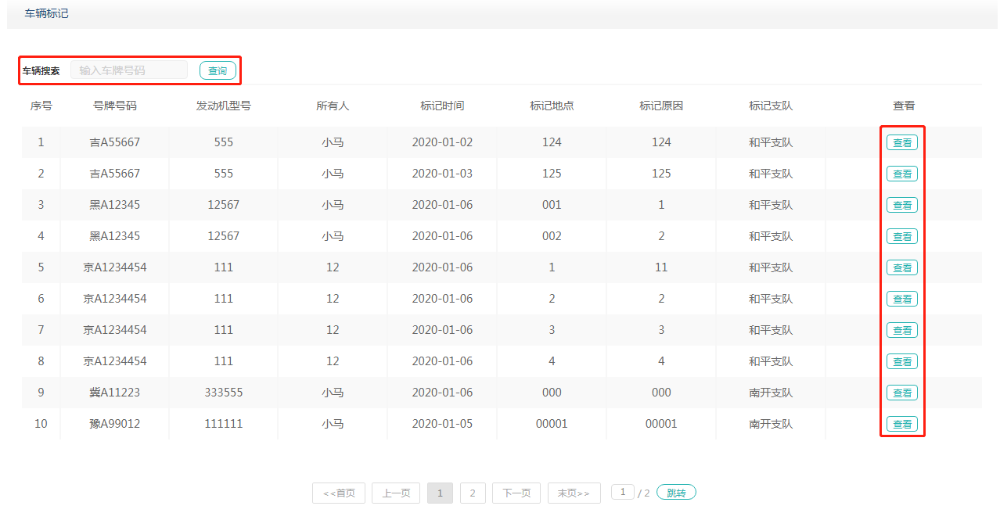 车辆标记
车辆搜索 输入车牌号码 查询
序号 号牌号码 发动机型号 所有人 标记时间 标记地点 标记原因 标记支队 查看
1 吉A55667 555 小马 2020-01-02 124 124 和平支队 查看
2 吉A55667 555 小马 2020-01-03 125 125 和平支队 查看
3 黑A12345 12567 小马 2020-01-06 001 1 和平支队 查看
4 黑A12345 12567 小马 2020-01-06 002 2 和平支队 查看
5 京A1234454 111 12 2020-01-06 1 11 和平支队 查看
6 京A1234454 111 12 2020-01-06 2 2 和平支队 查看
7 京A1234454 111 12 2020-01-06 3 3 和平支队 查看
8 京A1234454 111 12 2020-01-06 4 4 和平支队 查看
9 冀A11223 333555 小马 2020-01-06 000 000 南开支队 查看
10 豫A99012 111111 小马 2020-01-05 00001 00001 南开支队 查看
<<首页 上一页 1 2 下一页 末页>> 1 / 2 跳转